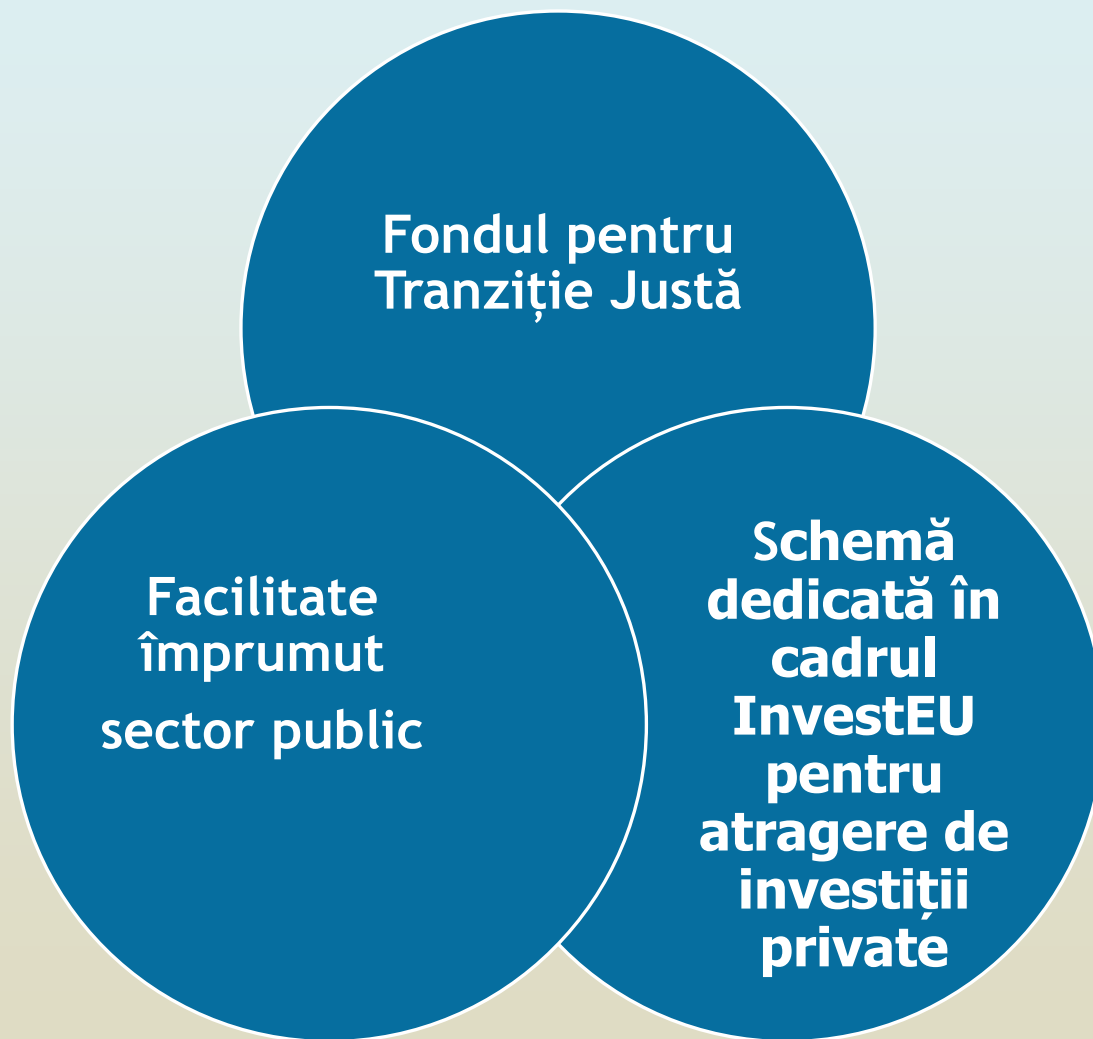 Fondul pentru
Tranziție Justă
Facilitate
împrumut
sector public
Schemă
dedicată în
cadrul
InvestEU
pentru
atragere de
investiții
private